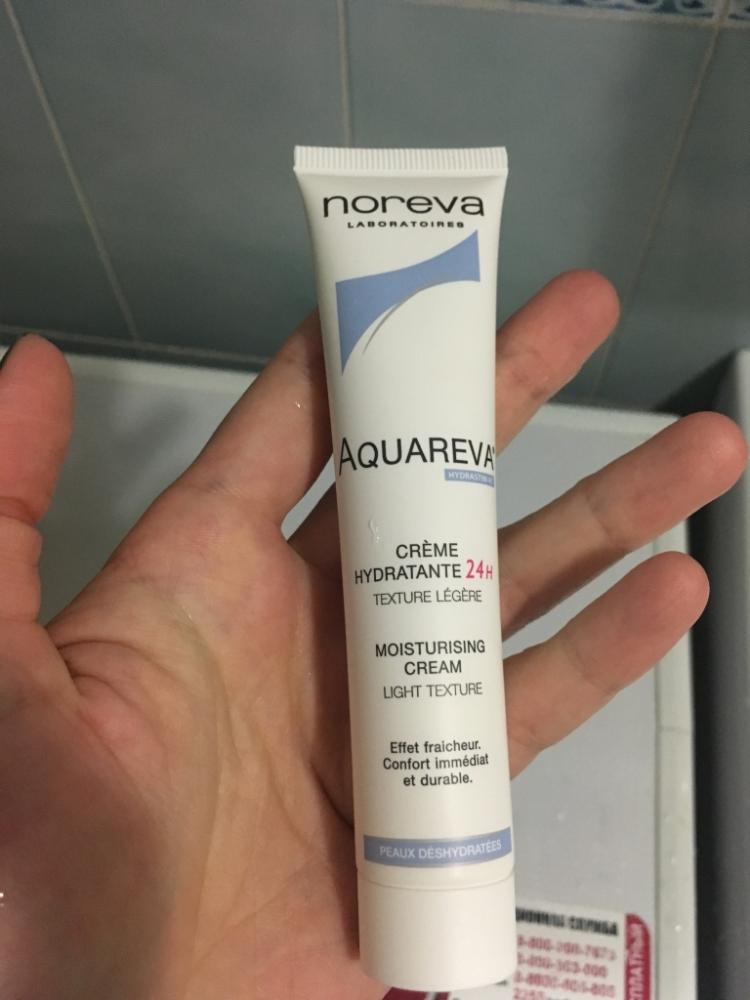 noreva
LABORATOIRES
AQUAREVA
CRÈME
HYDRATANTE 24H
TEXTURE LÉGÈRE
MOISTURISING
CREAM
LIGHT TEXTURE
Effet fraicheur.
Confort immédiat
et durable.
PEAUX DÉSHYDRATÉES